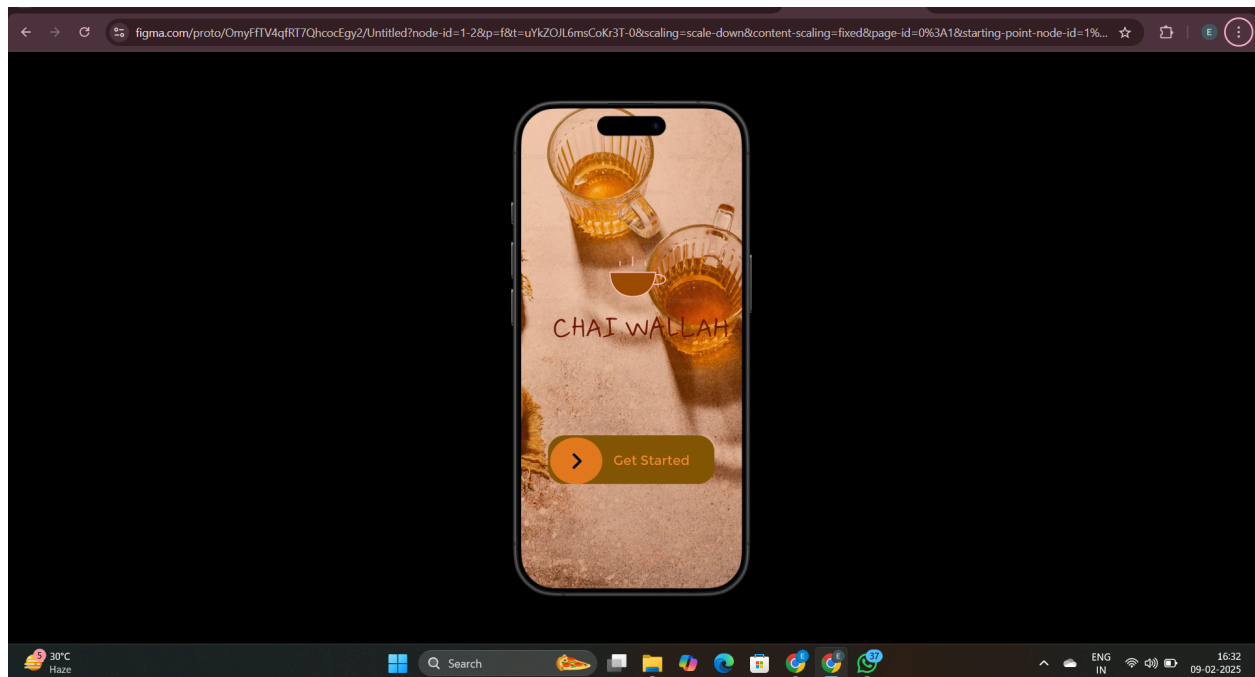 figma.com/proto/OmyFfTV4qfRT7QhcocEgy2/Untitled?node-id=1-2&p=f&t=uYkZOJL6msCoKr3T-0&scaling=scale-down&content-scaling=fixed&page-id=0%3A1&starting-point-node-id=1%...
E
CHAI WALLAH
Get Started
5
30°C
Haze
Search
E
E
37
ENG
IN
16:32
09-02-2025